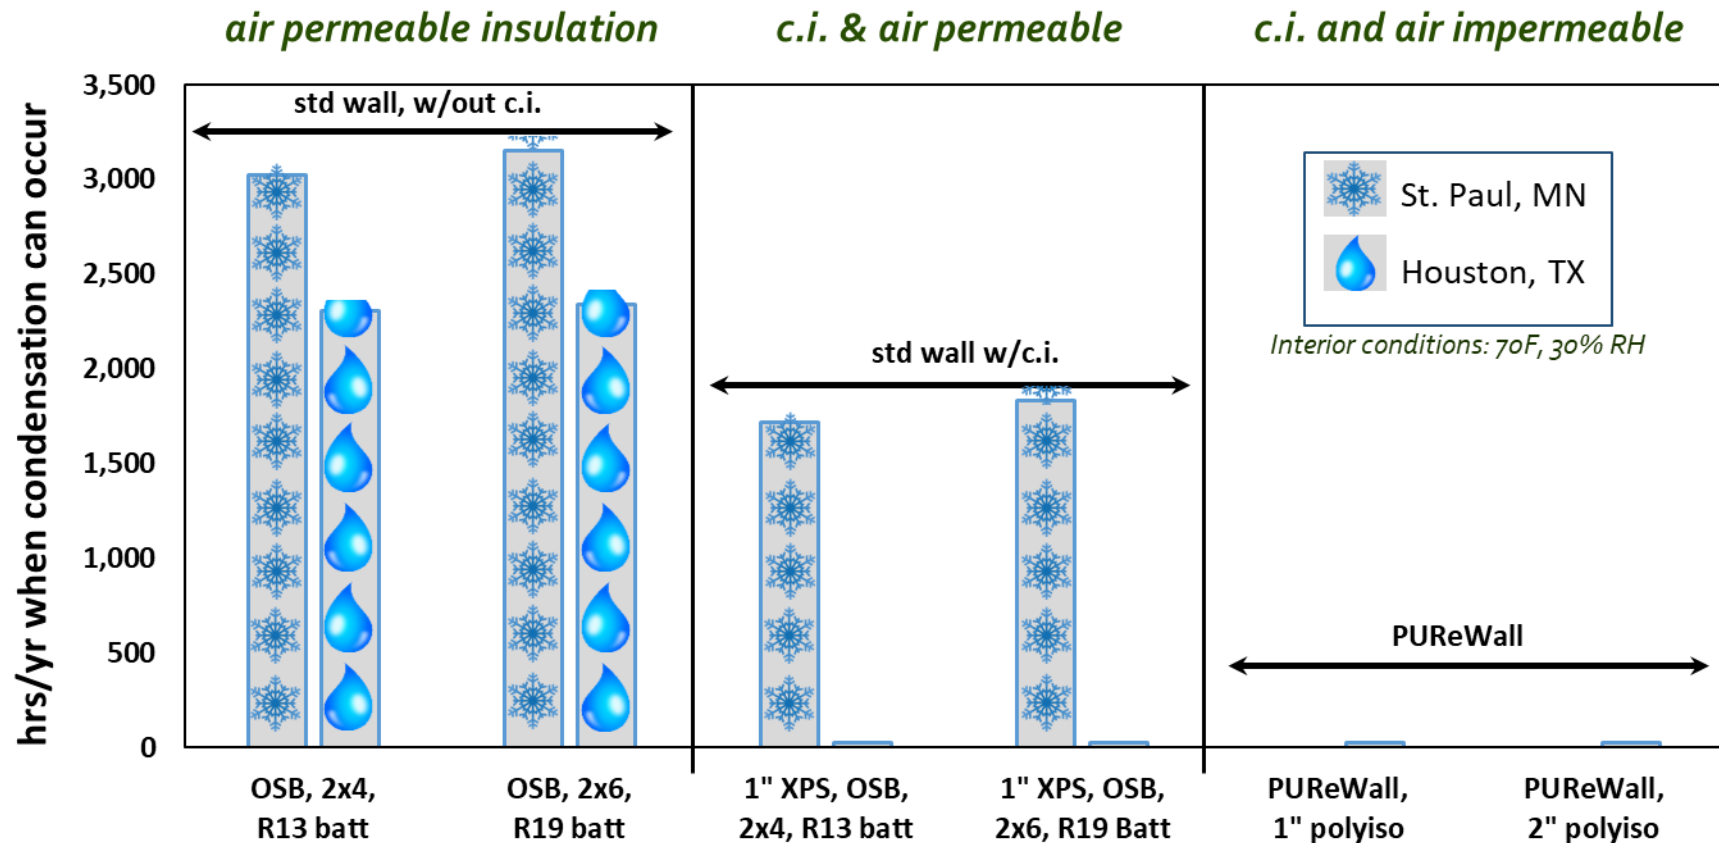 air permeable insulation
c.i. & air permeable
c.i. and air impermeable
hrs/yr when condensation can occur
3,500
3,000
2,500
2,000
1,500
1,000
500
0
std wall, w/out c.i.
std wall w/c.i.
PUReWall
St. Paul, MN
Houston, TX
Interior conditions: 70F, 30% RH
OSB, 2x4,
R13 batt
OSB, 2x6,
R19 batt
1" XPS, OSB,
2x4, R13 batt
1" XPS, OSB,
2x6, R19 Batt
PUReWall,
1" polyiso
PUReWall,
2" polyiso